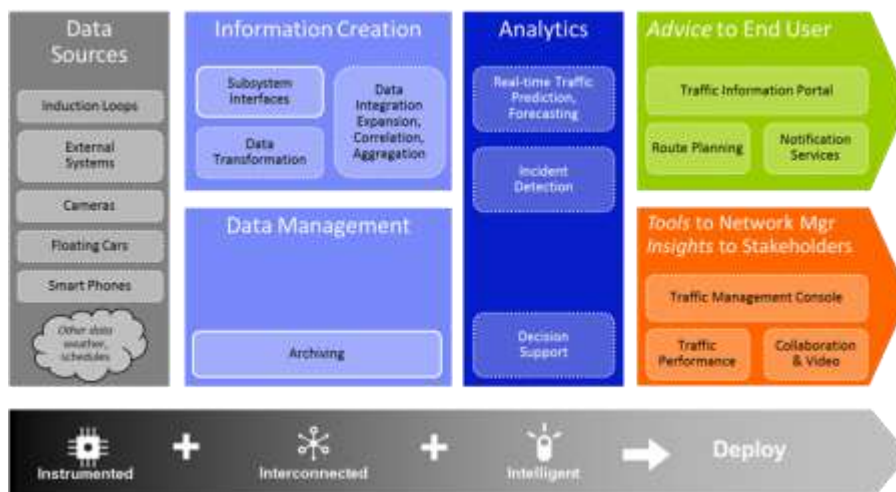 Data
Sources
Induction Loops
External
Systems
Cameras
Floating Cars
Smart Phones
Other data
weather,
schedules
Information Creation
Subsystem
Interfaces
Data
Transformation
Data
Integration
Expansion,
Correlation,
Aggregation
Data Management
Archiving
Analytics
Real-time Traffic
Prediction,
Forecasting
Incident
Detection
Decision
Support
Advice to End User
Traffic Information Portal
Route Planning
Notification
Services
Tools to Network Mgr
Insights to Stakeholders
Traffic Management Console
Traffic
Performance
Collaboration
& Video
Instrumented
+
Interconnected
+
Intelligent
Deploy